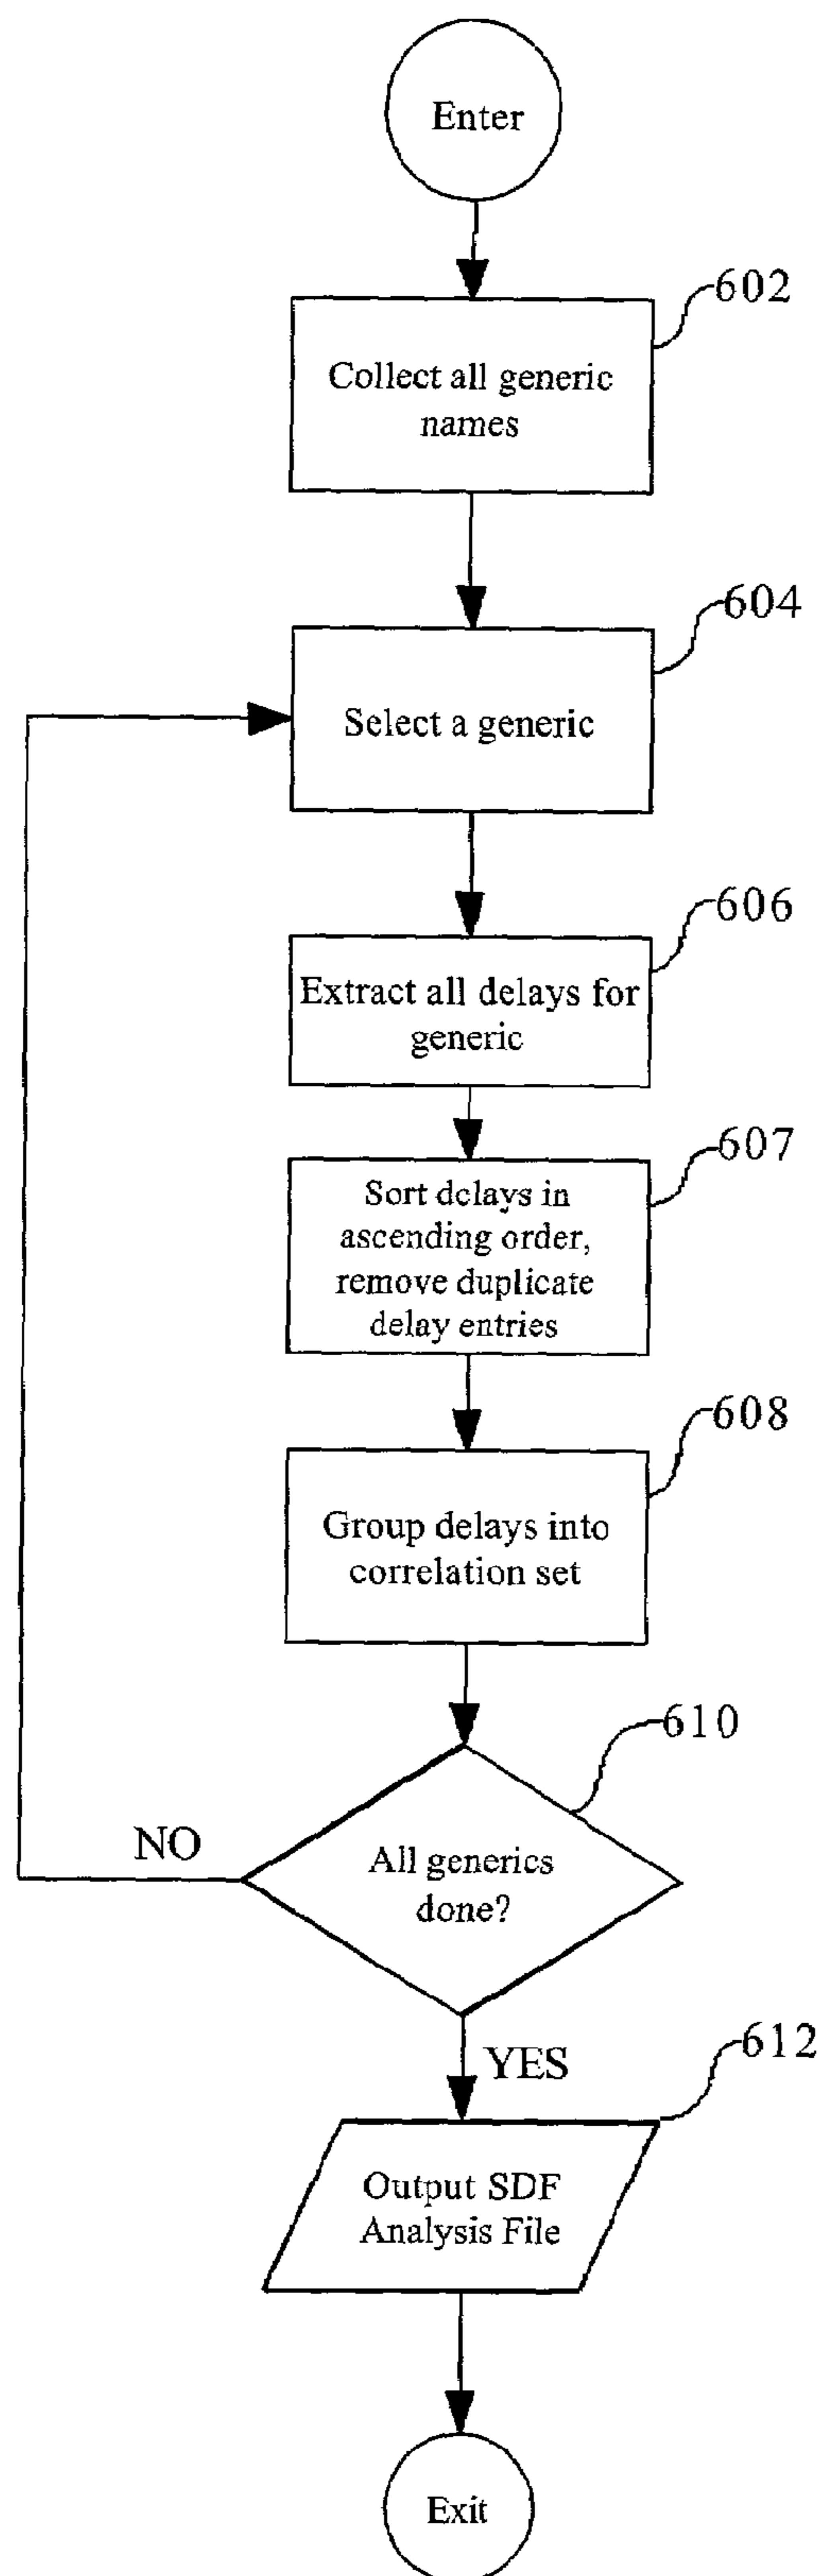 Enter
602
Collect all generic
names
604
Select a generic
606
Extract all delays for
generic
607
Sort delays in
ascending order,
remove duplicate
delay entries
608
Group delays into
correlation set
610
NO
All generics
done?
YES
612
Output SDF
Analysis File
Exit